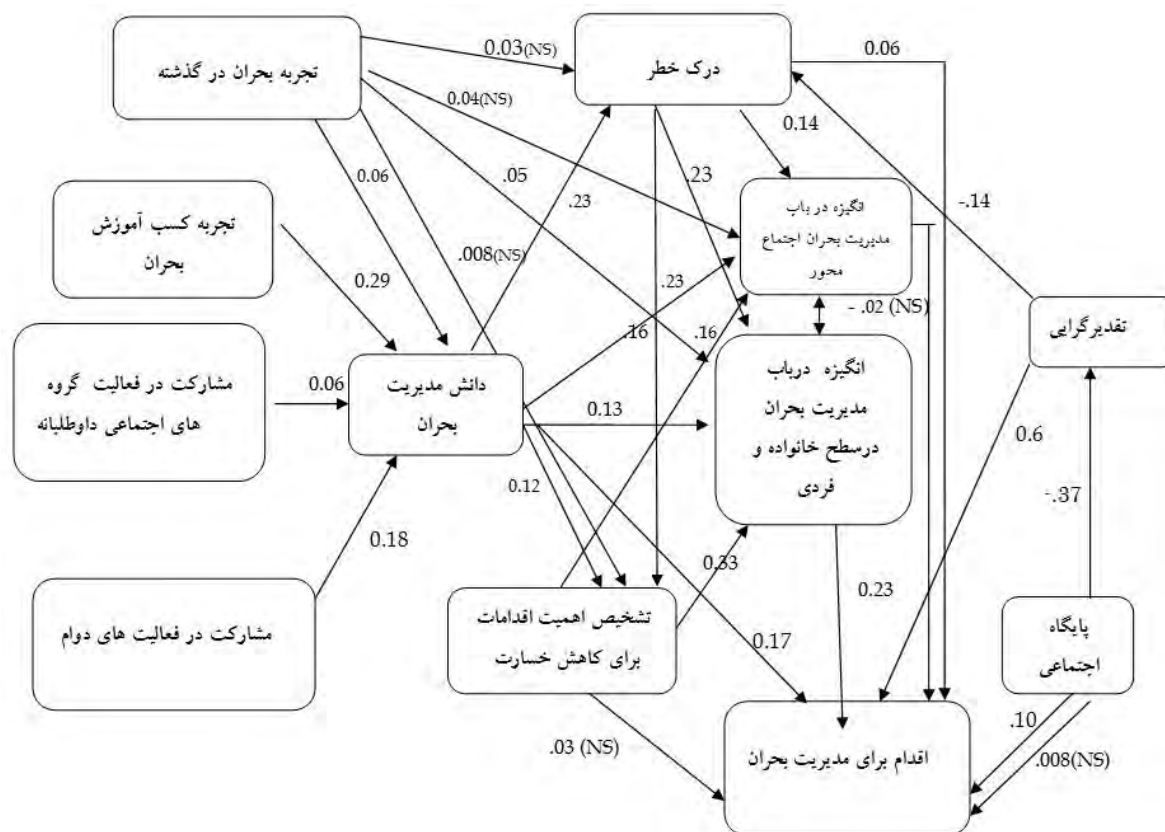 تجربه بحران در گذشته
درک خطر
0.03(NS)
0.06
0.04(NS)
0.14
0.06
.05
.23
.23
-.14
انگیزه در باب
مدیریت بحران اجتماع
محور
تجربه کسب آموزش
بحران
.008(NS)
0.29
.23
.16
.16
- .02 (NS)
تقدیرگرایی
مشارکت در فعالیت گروه
های اجتماعی داوطلبانه
0.06
دانش مدیریت
بحران
0.13
انگیزه درباب
مدیریت بحران
درسطح خانواده و
فردی
0.6
-.37
0.12
0.18
0.33
0.23
مشارکت در فعالیت های دوام
تشخیص اهمیت اقدامات
برای کاهش خسارت
0.17
پایگاه
اجتماعی
.03 (NS)
اقدام برای مدیریت بحران
.10
.008(NS)